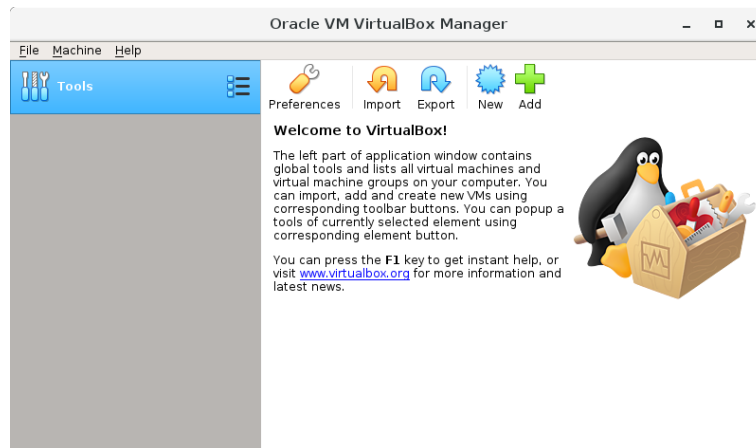 Oracle VM VirtualBox Manager
File Machine Help
Tools
Preferences Import Export New Add
Welcome to VirtualBox!
The left part of application window contains
global tools and lists all virtual machines and
virtual machine groups on your computer. You
can import, add and create new VMs using
corresponding toolbar buttons. You can popup a
tools of currently selected element using
corresponding element button.
You can press the F1 key to get instant help, or
visit www.virtualbox.org for more information and
latest news.